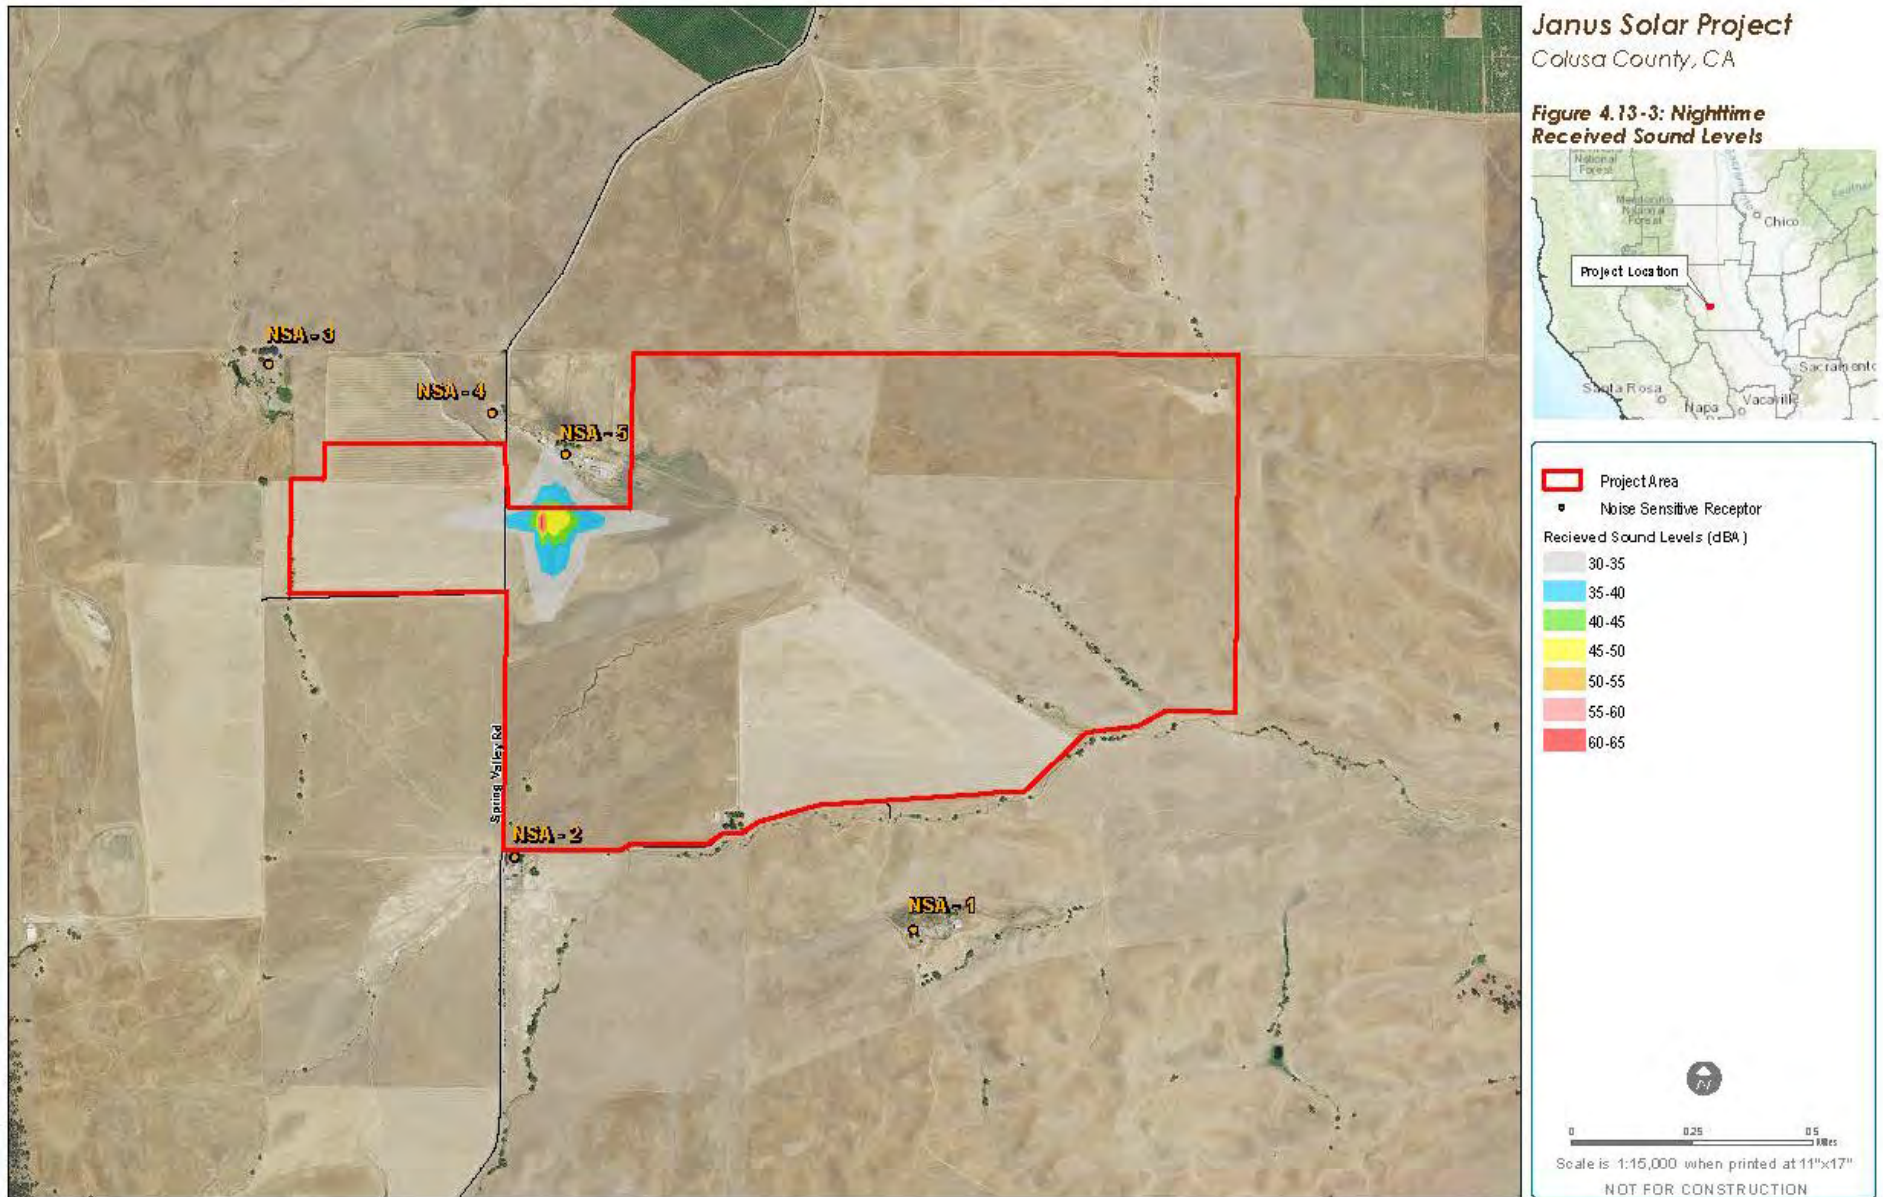 Janus Solar Project
Colusa County, CA
Figure 4.13-3: Nighttime
Received Sound Levels
National
Forest
Mendocino
National
Forest
Chico
Project Location
Sacramento
Santa Rosa
Napa
Vacaville
NSA - 3
NSA - 4
NSA - 5
Spring Valley Rd
NSA - 2
NSA - 1
Project Area
Noise Sensitive Receptor
Recieved Sound Levels (dBA)
30-35
35-40
40-45
45-50
50-55
55-60
60-65
N
0 0.25 0.5
Miles
Scale is 1:15,000 when printed at 11"x17"
NOT FOR CONSTRUCTION